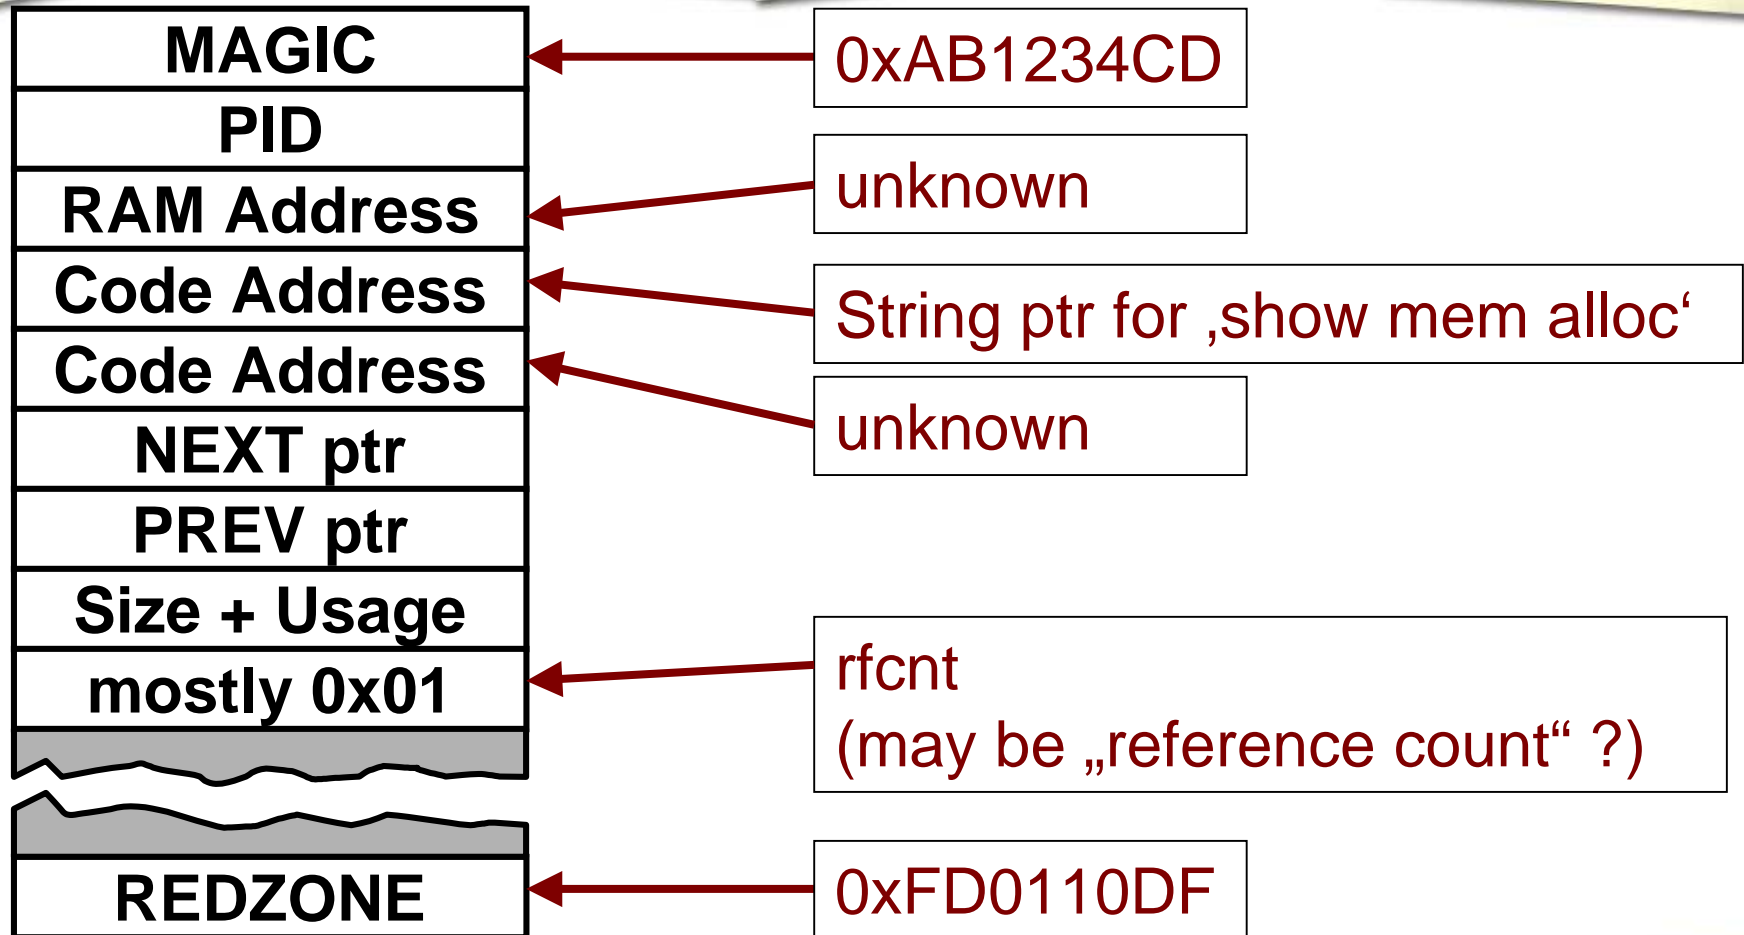 MAGIC
0xAB1234CD
PID
RAM Address
unknown
Code Address
String ptr for ‚show mem alloc‘
Code Address
unknown
NEXT ptr
PREV ptr
Size + Usage
mostly 0x01
rfcnt
(may be „reference count“ ?)
REDZONE
0xFD0110DF